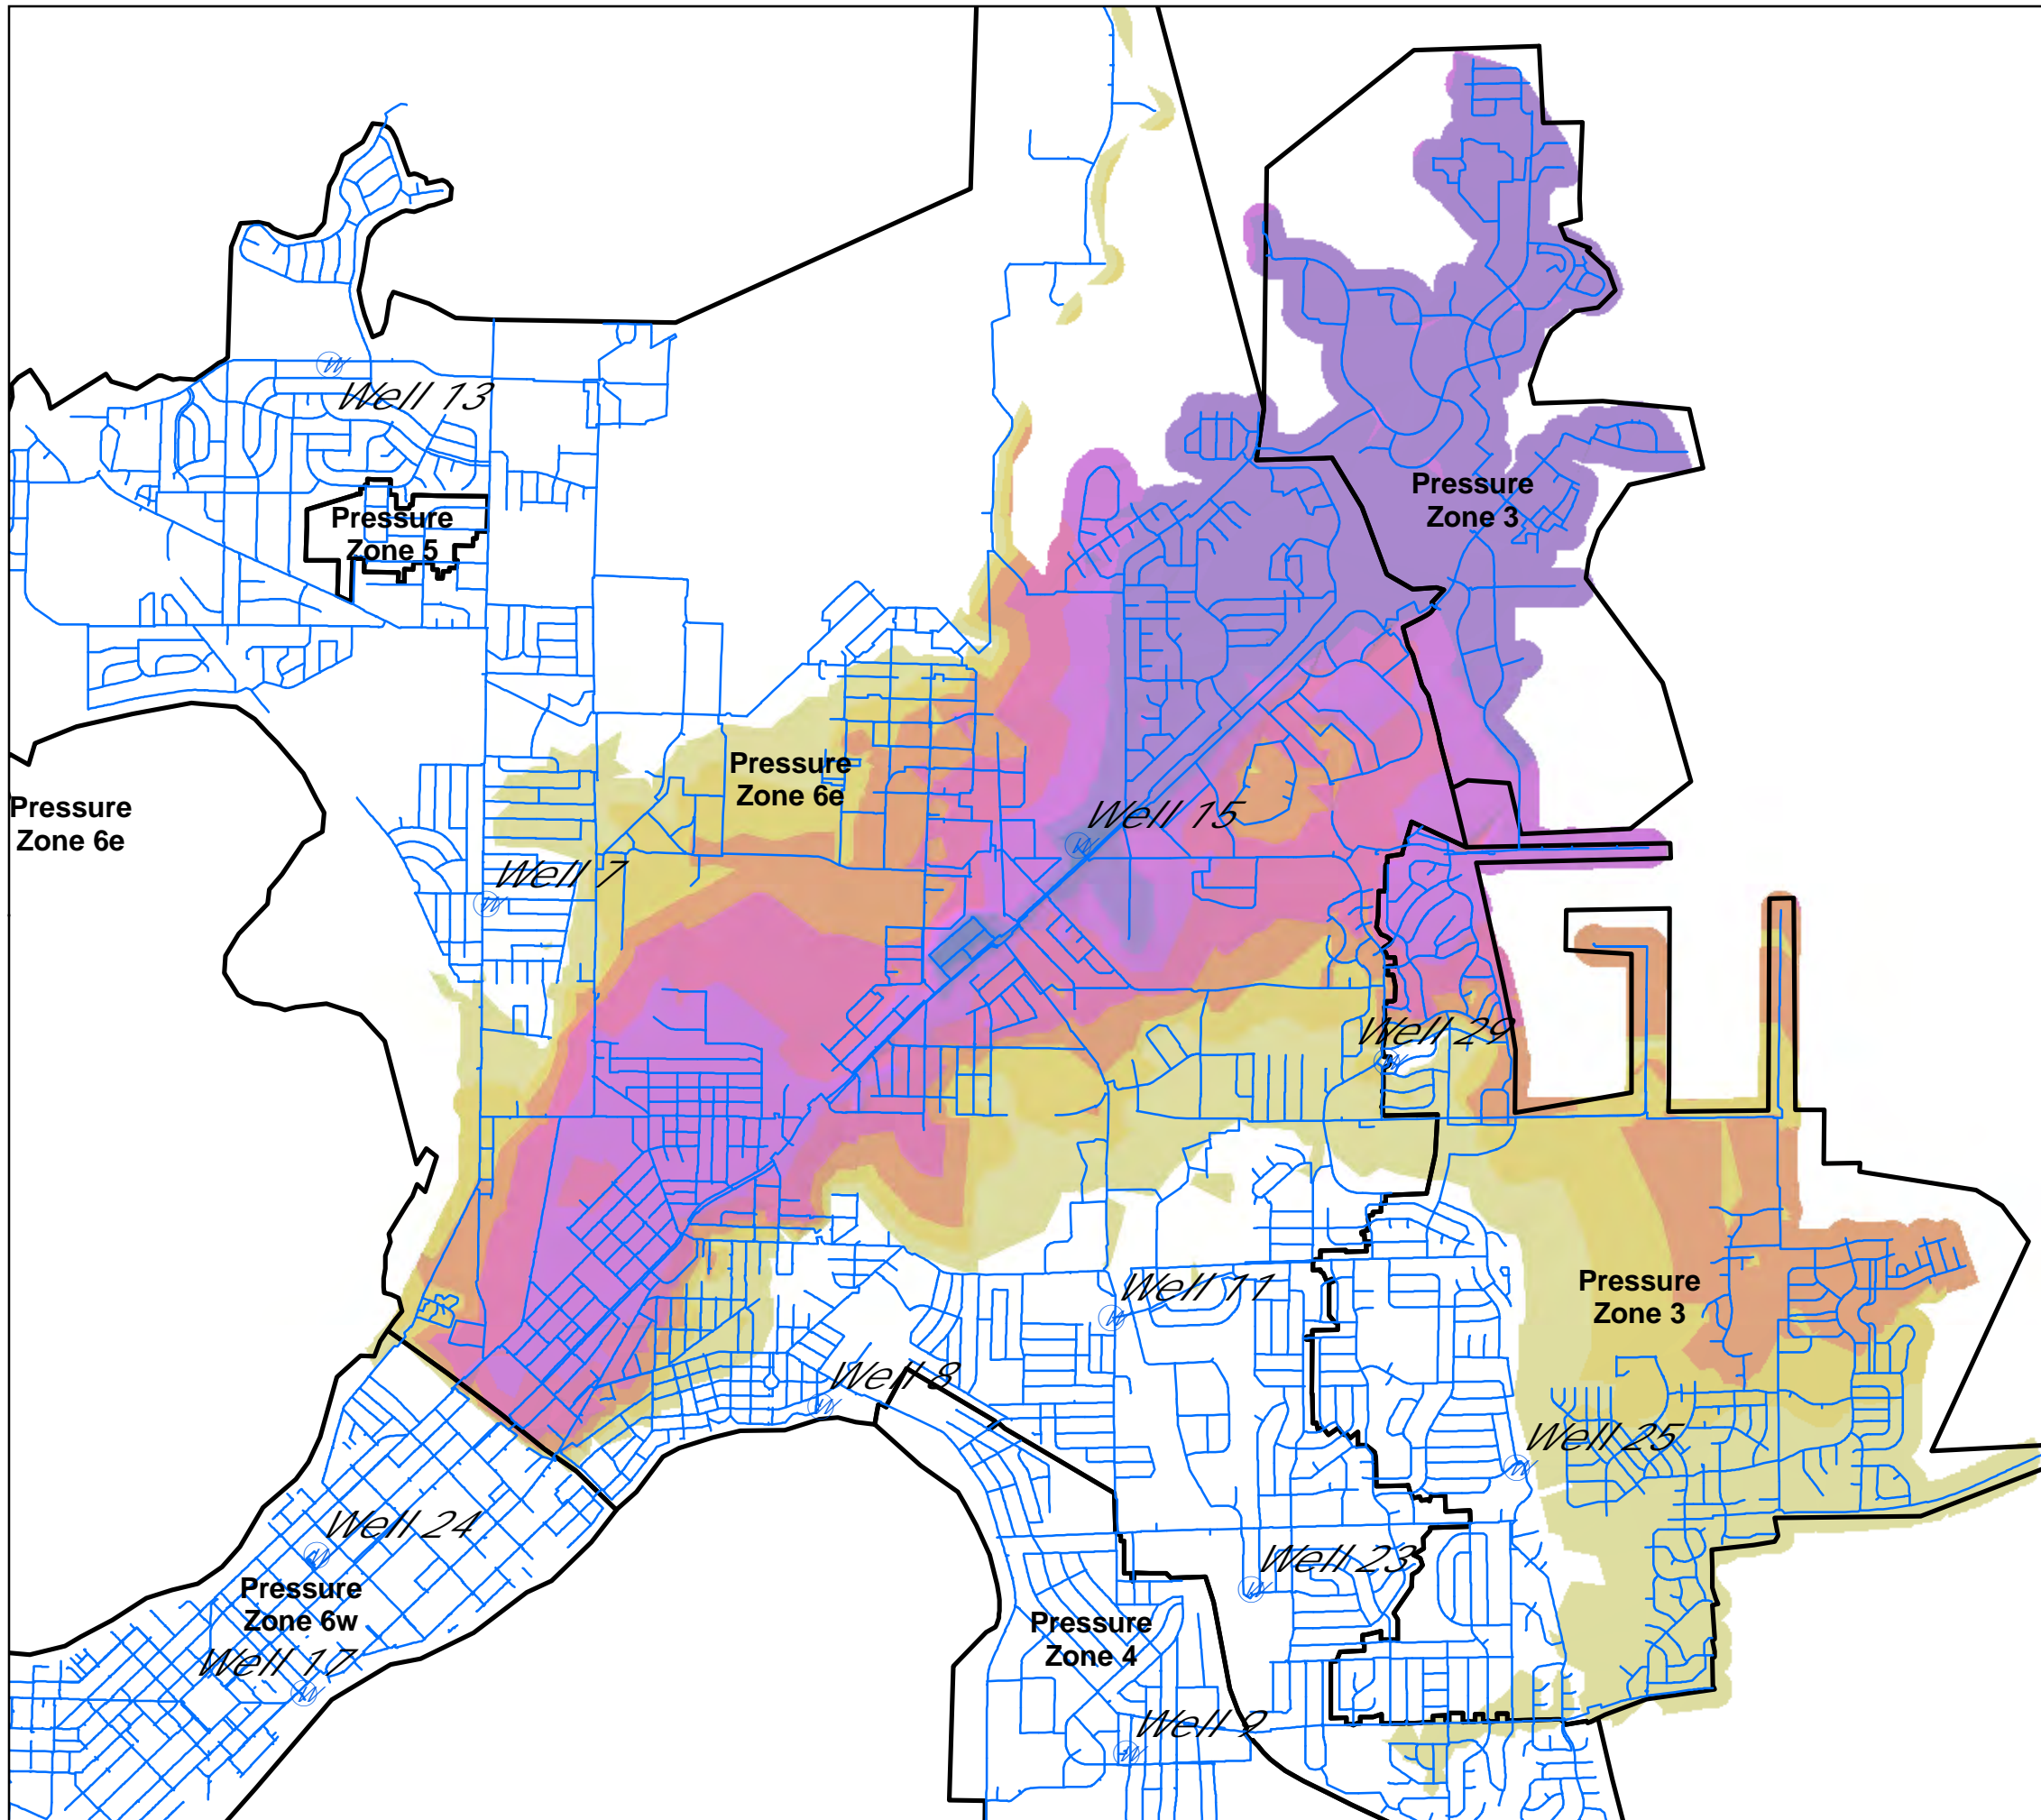 Well 13
Pressure
Zone 3
Pressure
Zone 5
Pressure
Zone 6e
Pressure
Zone 6e
Well 15
Well 7
Well 29
Well 11
Pressure
Zone 3
Well 8
Well 25
Well 24
Well 23
Pressure
Zone 6w
Pressure
Zone 4
Well 17
Well 9